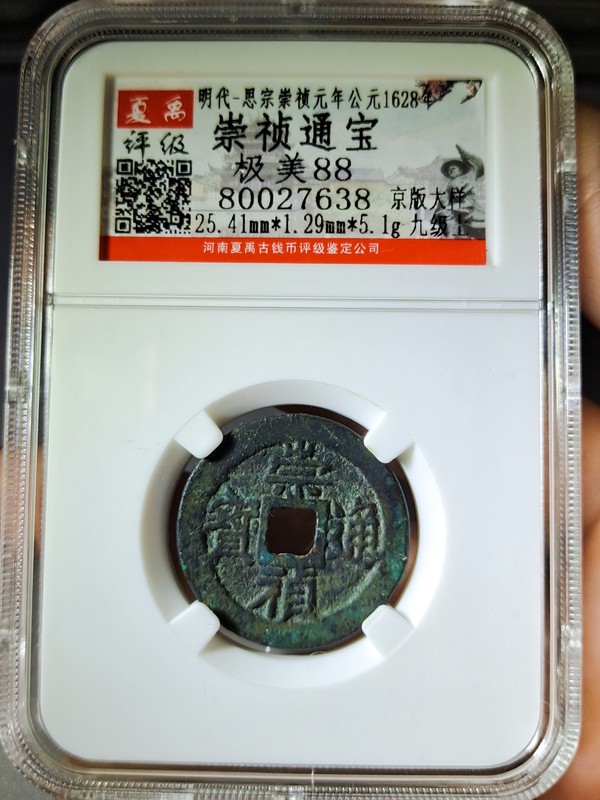 夏禹
评级
明代-思宗崇祯元年公元1628年
崇祯通宝
极美88
80027638 京版大样
25.41mm*1.29mm*5.1g 九级上
河南夏禹古钱币评级鉴定公司
崇
寶 通
禎